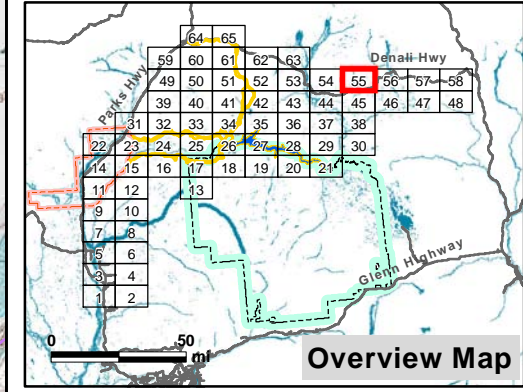 64 65
59 60 61 62 63 Denali Hwy
49 50 51 52 53 54 55 56 57 58
Parks Hwy
39 40 41 42 43 44 45 46 47 48
31 32 33 34 35 36 37 38
22 23 24 25 26 27 28 29 30
14 15 16 17 18 19 20 21
11 12 13
9 10
7 8
5 6
3 4
Glenn Highway
1 2
0 50
mi
Overview Map